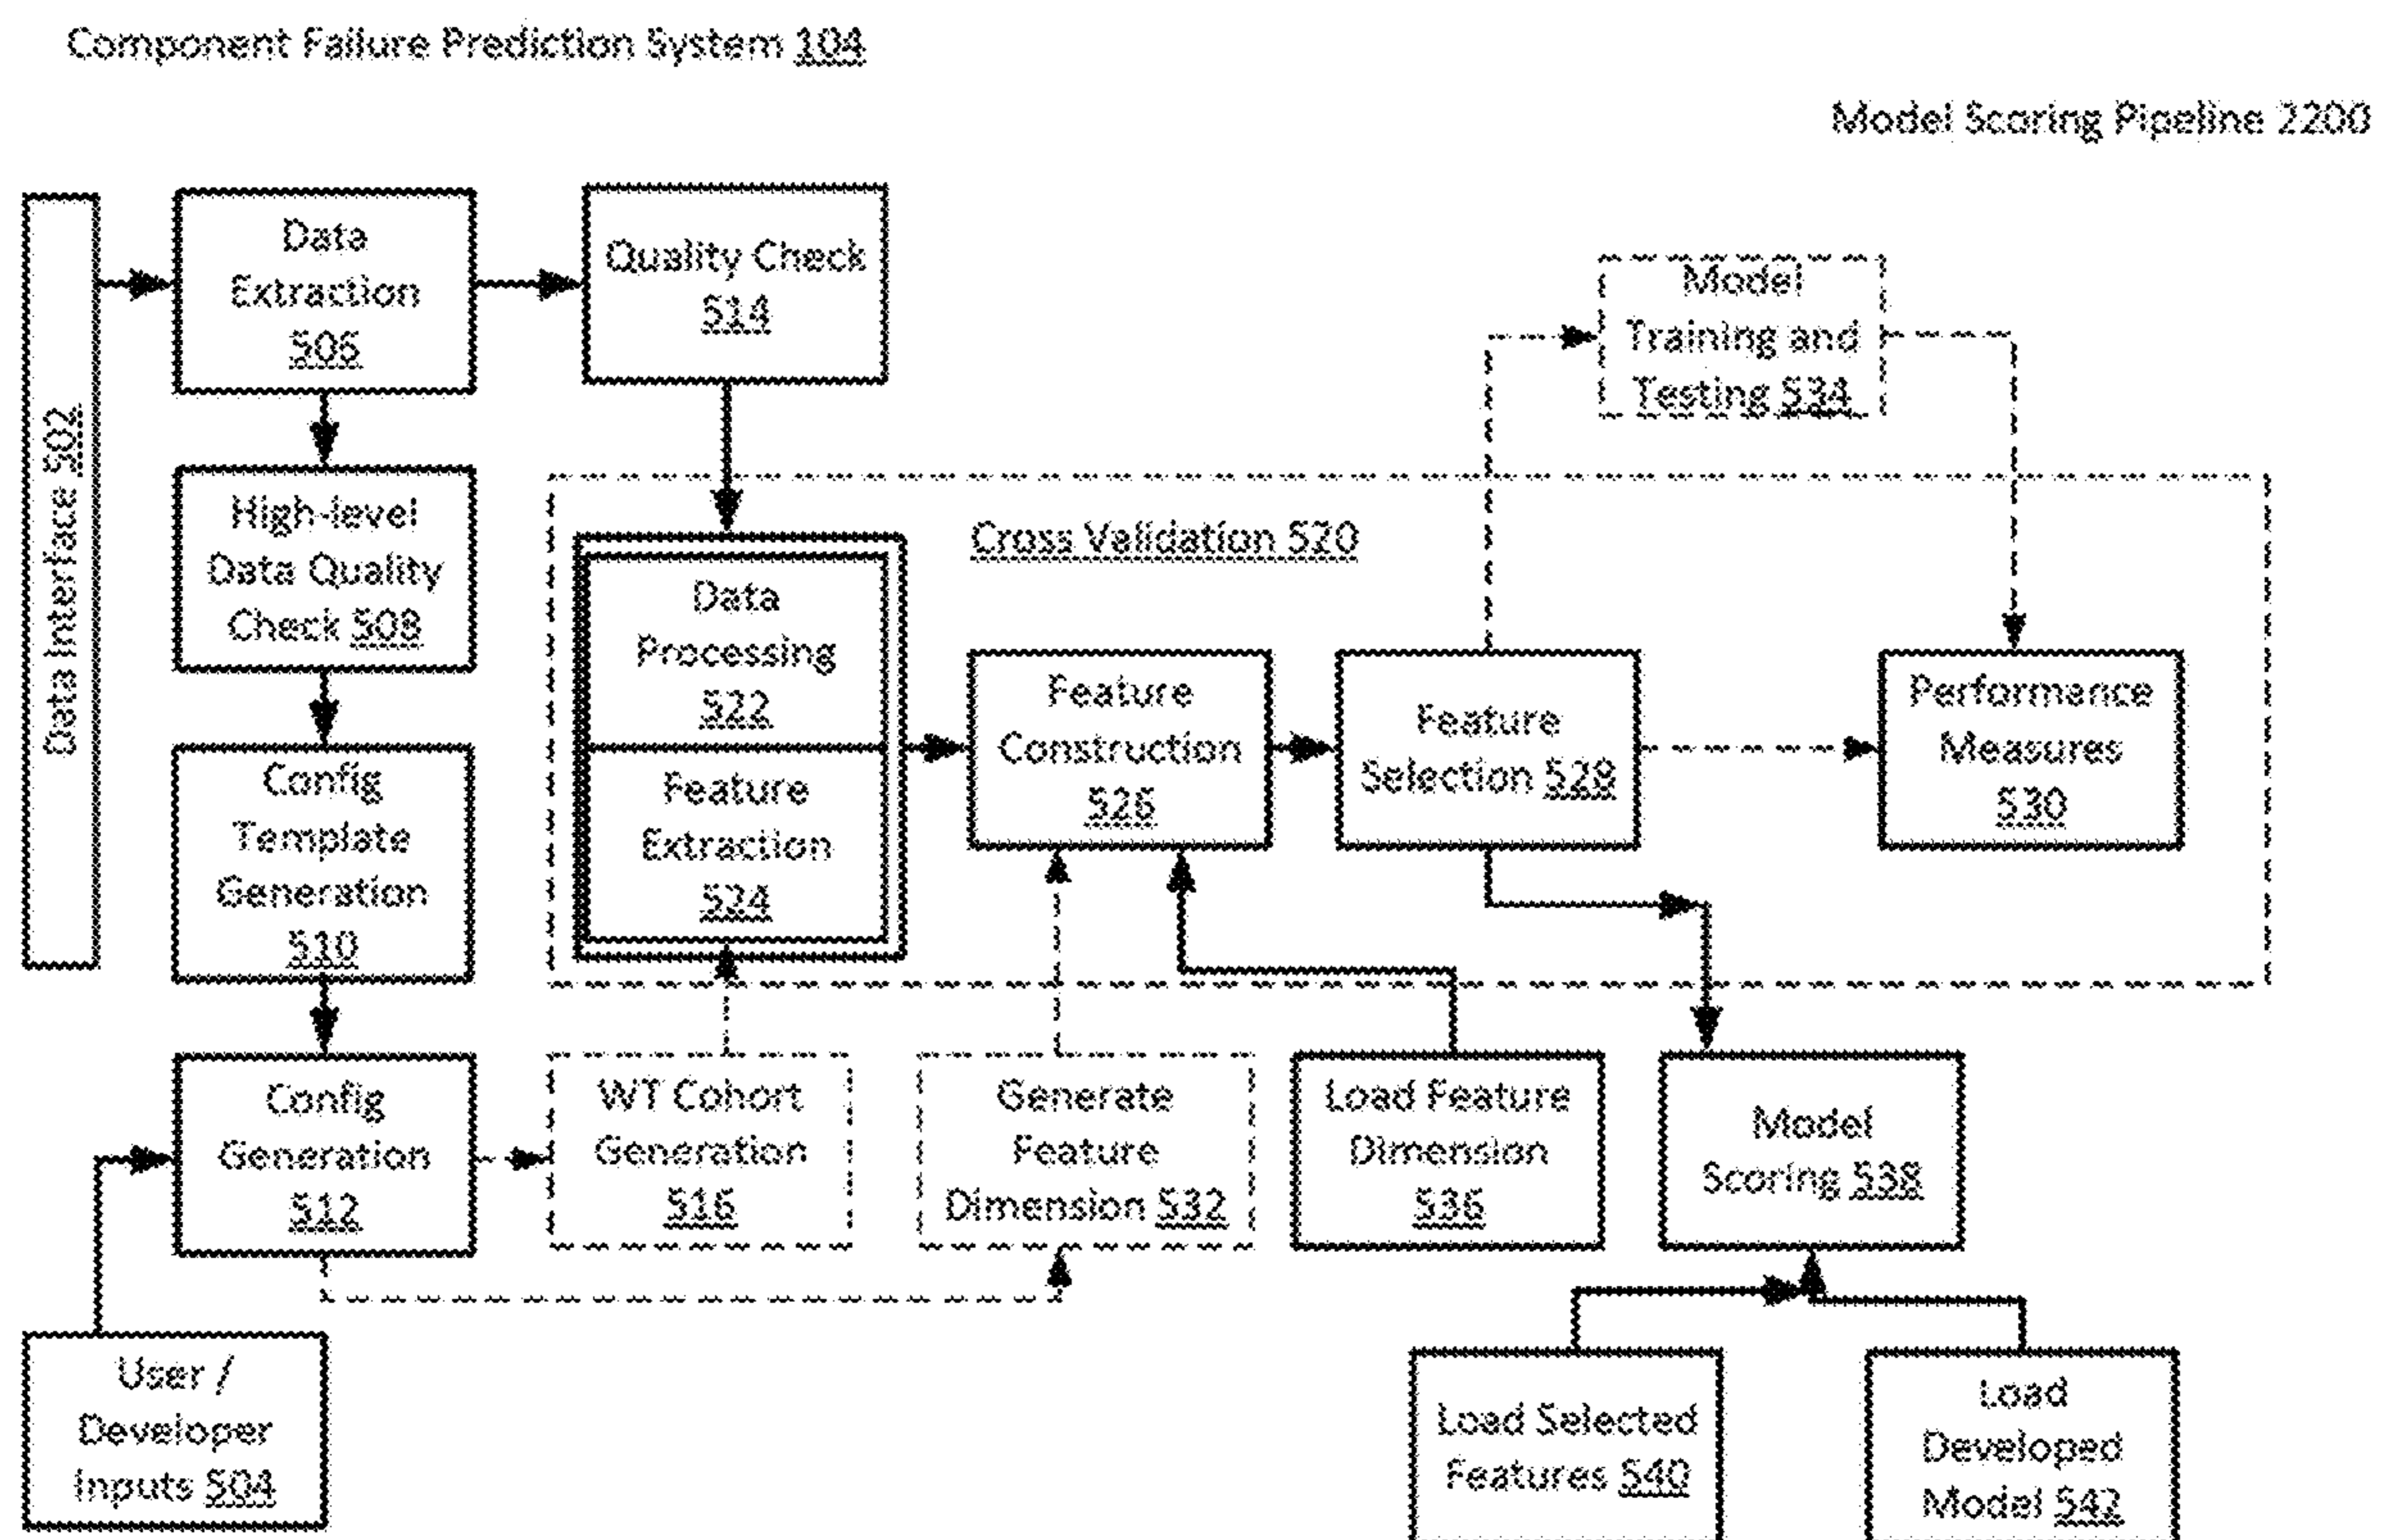 Component Failure Prediction System 104
Model Scoring Pipeline 2200
Data Interface 502
Data
Extraction
506
Quality Check
514
Model
Training and
Testing 534
High-level
Data Quality
Check 508
Cross Validation 520
Data
Processing
522
Feature
Extraction
524
Feature
Construction
526
Feature
Selection 528
Performance
Measures
530
Config
Template
Generation
510
Config
Generation
512
WT Cohort
Generation
516
Generate
Feature
Dimension 532
Load Feature
Dimension
536
Model
Scoring 538
User /
Developer
Inputs 504
Load Selected
Features 540
Load
Developed
Model 542